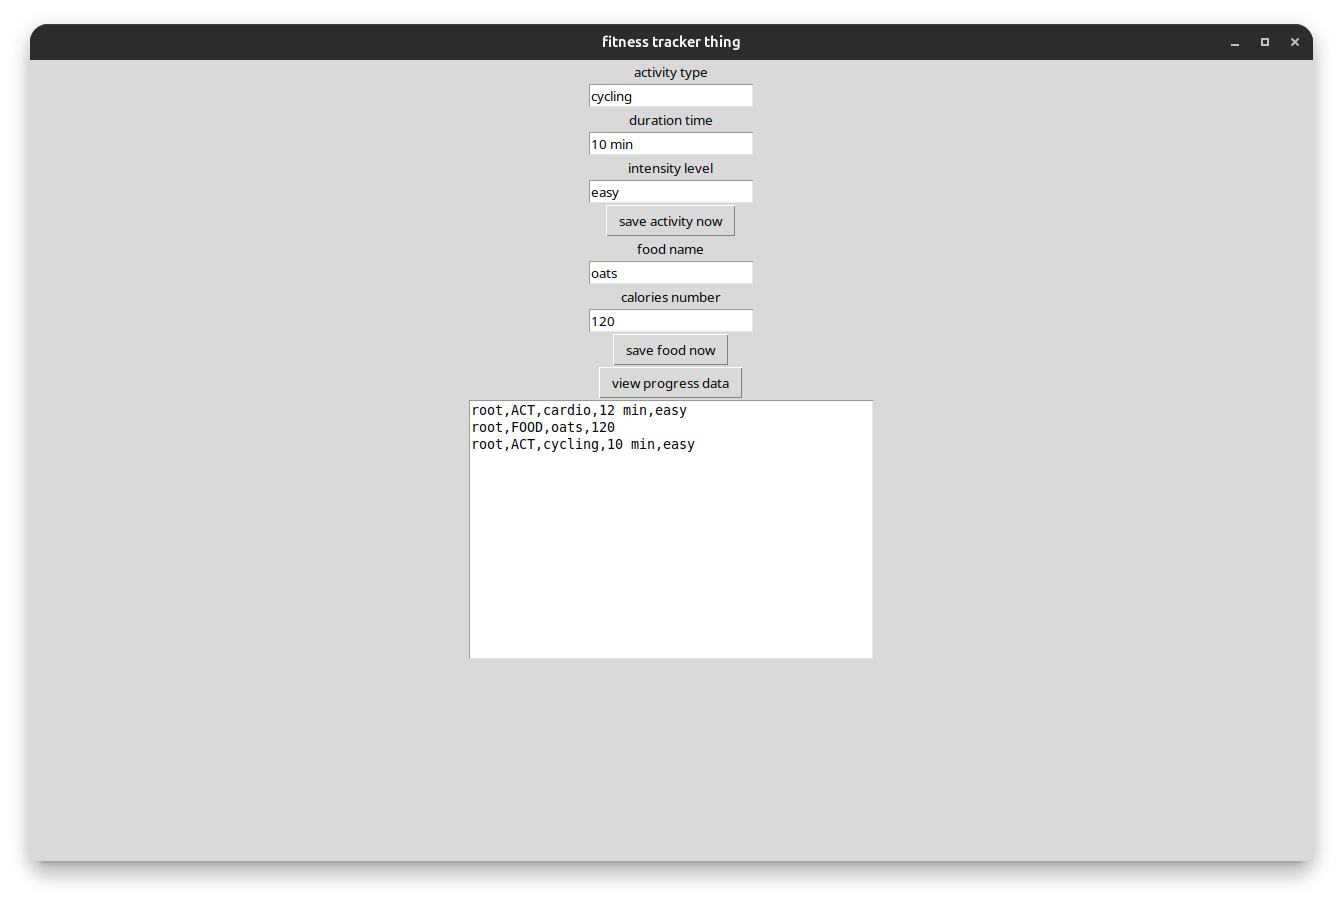 fitness tracker thing
activity type
cycling
duration time
10 min
intensity level
easy
save activity now
food name
oats
calories number
120
save food now
view progress data
root,ACT,cardio,12 min,easy
root,FOOD,oats,120
root,ACT,cycling,10 min,easy